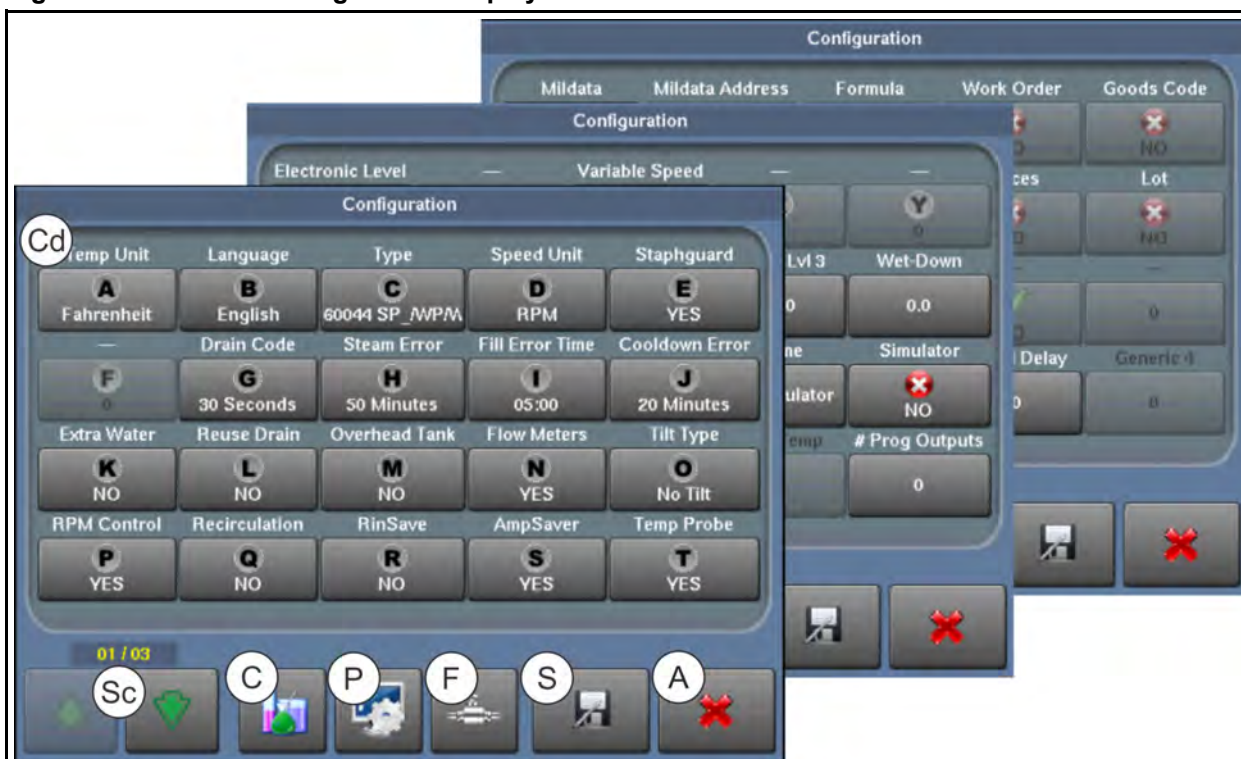 Configuration
Mildata Mildata Address Formula Work Order Goods Code
NO
Lot
NO
0
Delay Generic 4
0
Configuration
Electronic Level — Variable Speed — —
Y
0
Lvl 3 Wet-Down
0 0.0
Simulator
NO
# Prog Outputs
0
Configuration
Cd
Temp Unit Language Type Speed Unit Staphguard
A B C D E
Fahrenheit English 60044 SP_/WP/W RPM YES
— Drain Code Steam Error Fill Error Time Cooldown Error
F G H I J
0 30 Seconds 50 Minutes 05:00 20 Minutes
Extra Water Reuse Drain Overhead Tank Flow Meters Tilt Type
K L M N O
NO NO NO YES No Tilt
RPM Control Recirculation RinSave AmpSaver Temp Probe
P Q R S T
YES NO NO YES YES
01 / 03
Sc C P F S A